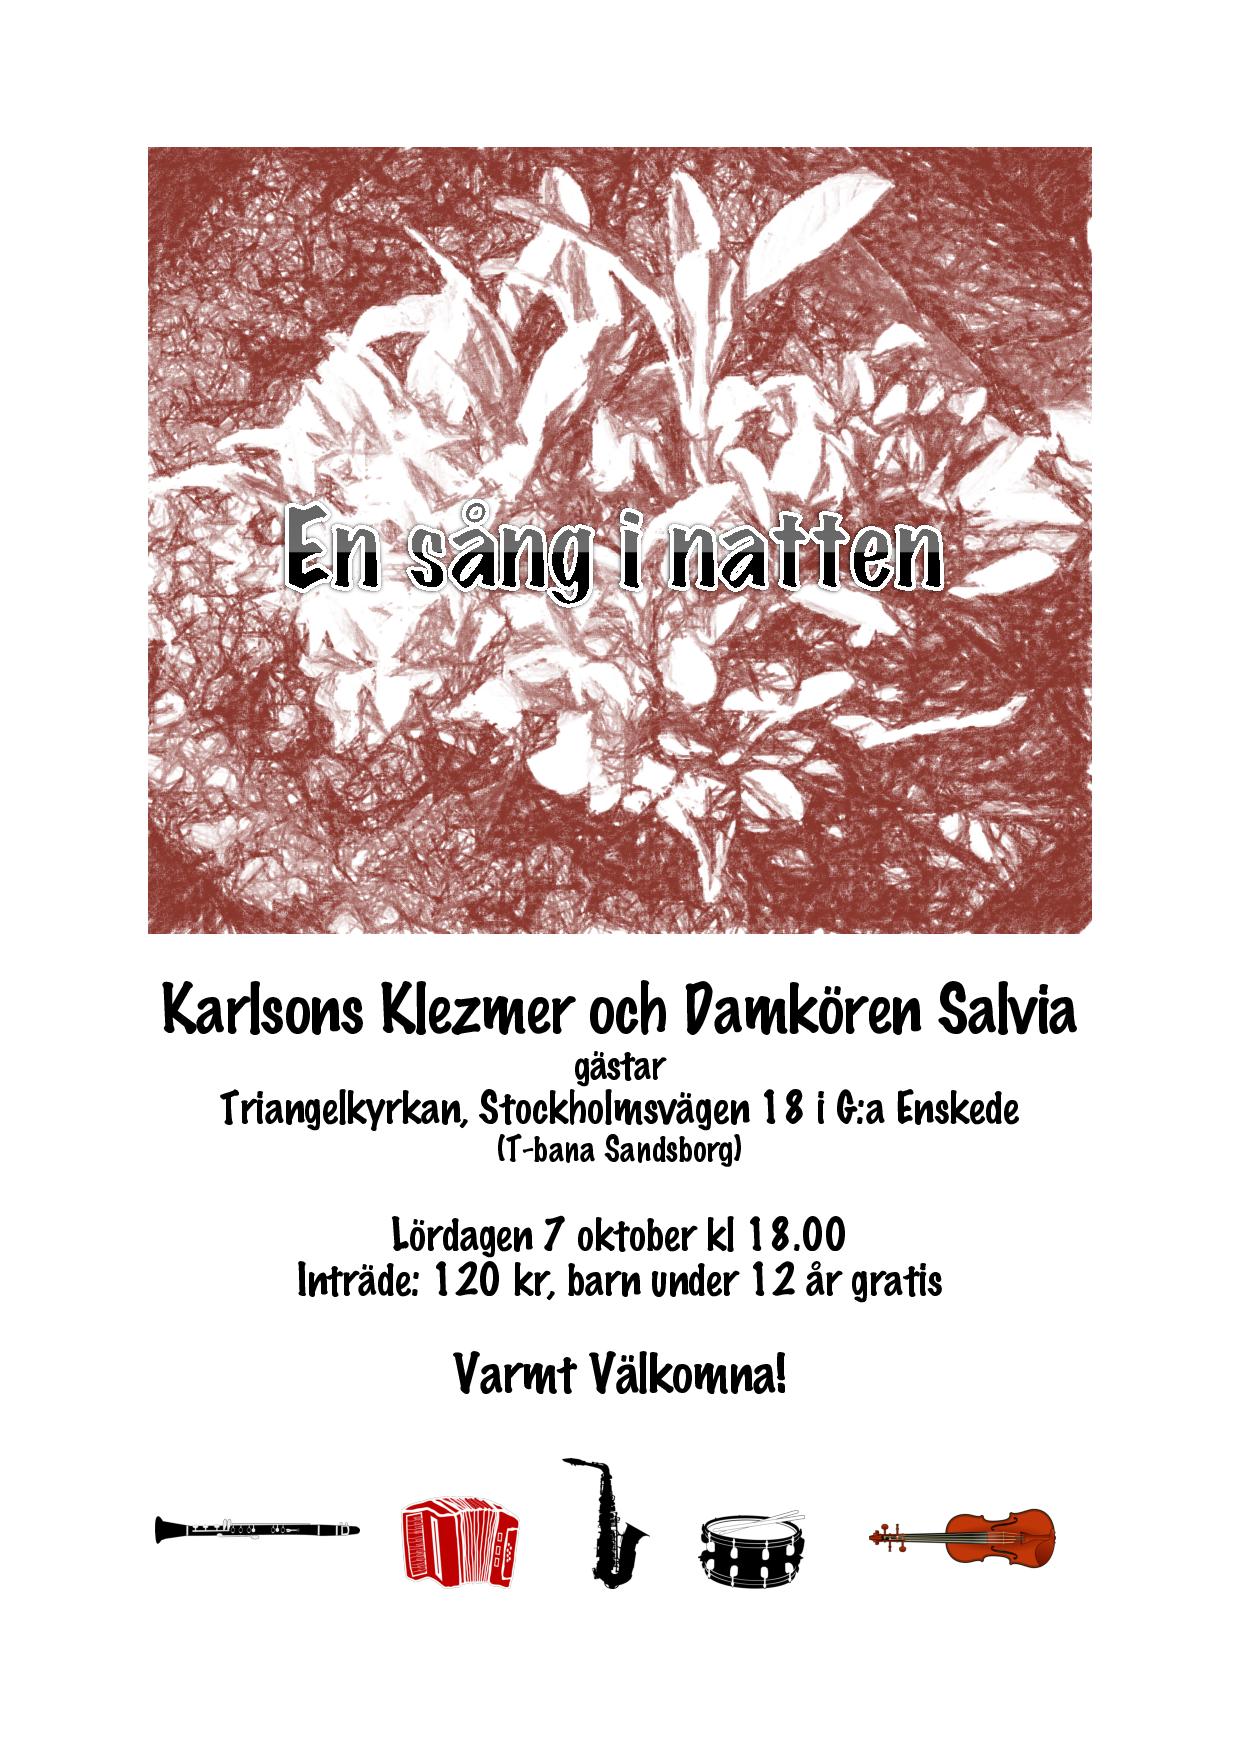 En sång i natten
Karlsons Klezmer och Damkören Salvia
gästar
Triangelkyrkan, Stockholmsvägen 18 i G:a Enskede
(T-bana Sandsborg)
Lördagen 7 oktober kl 18.00
Inträde: 120 kr, barn under 12 år gratis
Varmt Välkomna!